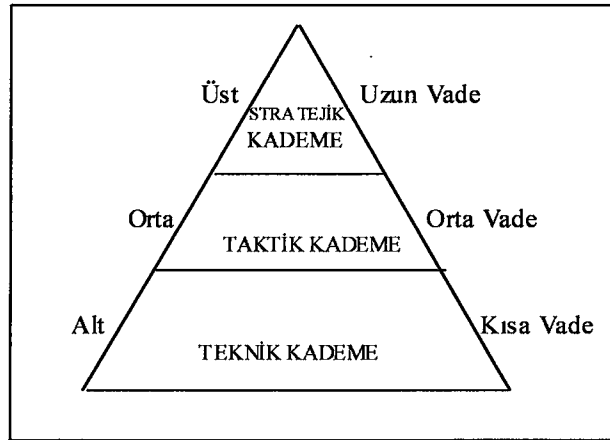 Üst
Uzun Vade
STRATEJİK
KADEME
Orta
Orta Vade
TAKTİK KADEME
Alt
Kısa Vade
TEKNİK KADEME